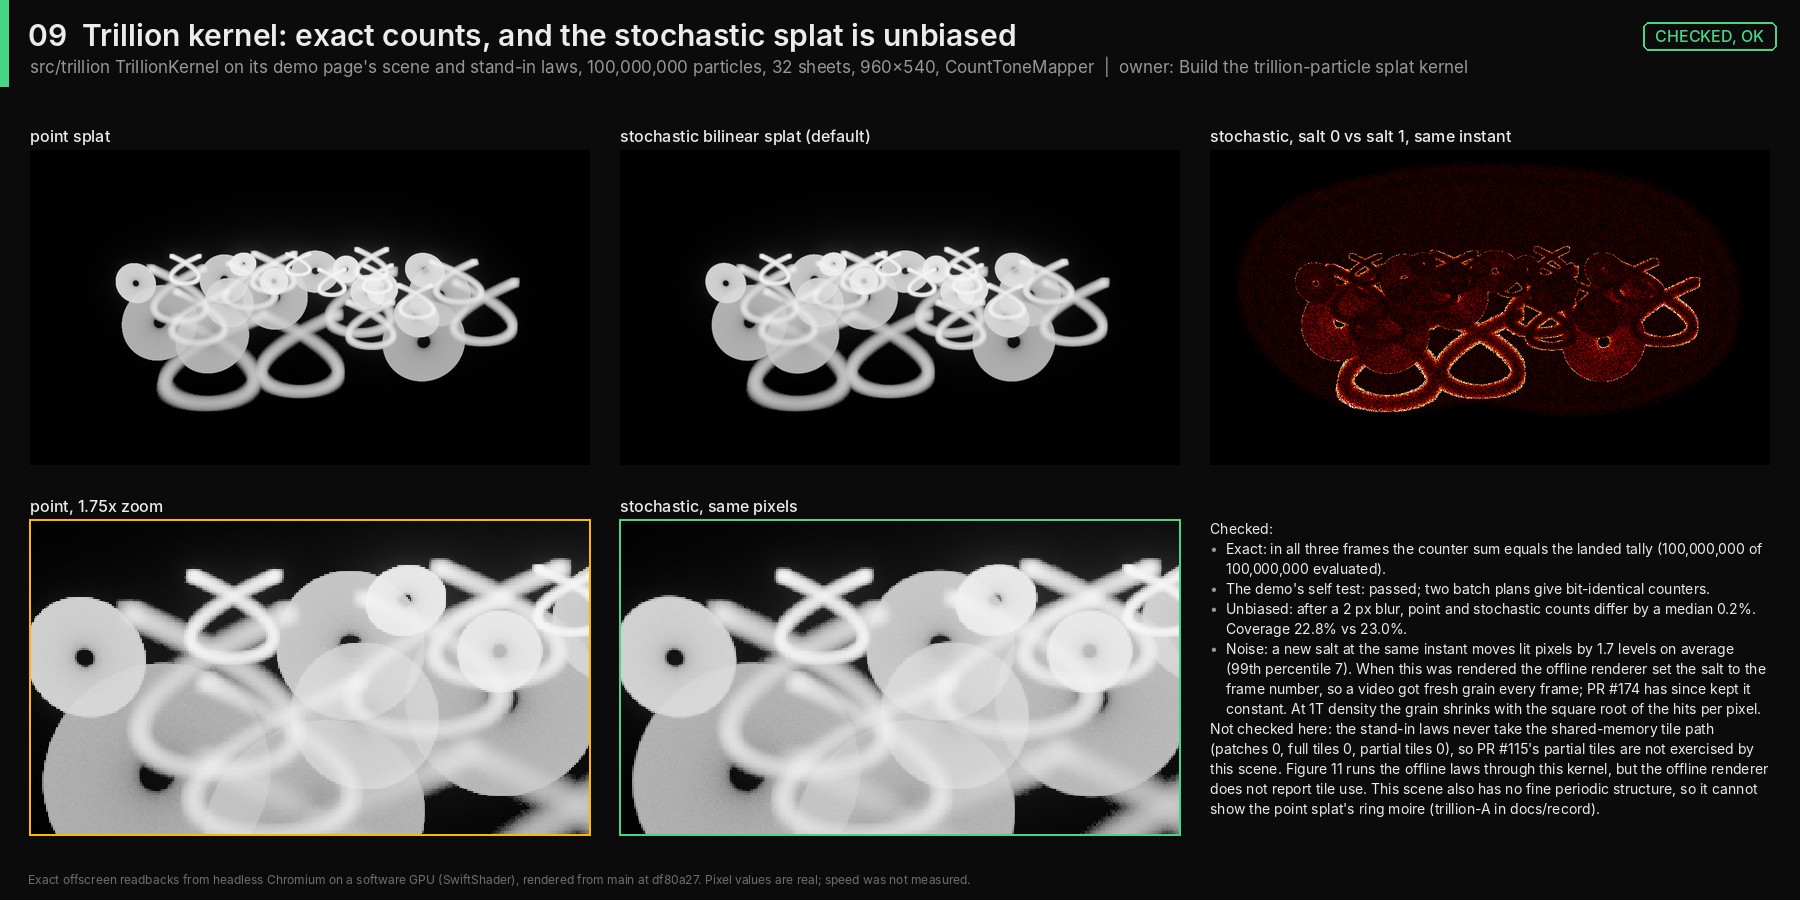 09 Trillion kernel: exact counts, and the stochastic splat is unbiased
CHECKED, OK
src/trillion TrillionKernel on its demo page's scene and stand-in laws, 100,000,000 particles, 32 sheets, 960×540, CountToneMapper | owner: Build the trillion-particle splat kernel
point splat
stochastic bilinear splat (default)
stochastic, salt 0 vs salt 1, same instant
point, 1.75x zoom
stochastic, same pixels
Checked:
• Exact: in all three frames the counter sum equals the landed tally (100,000,000 of
100,000,000 evaluated).
• The demo's self test: passed; two batch plans give bit-identical counters.
• Unbiased: after a 2 px blur, point and stochastic counts differ by a median 0.2%.
Coverage 22.8% vs 23.0%.
• Noise: a new salt at the same instant moves lit pixels by 1.7 levels on average
(99th percentile 7). When this was rendered the offline renderer set the salt to the
frame number, so a video got fresh grain every frame; PR #174 has since kept it
constant. At 1T density the grain shrinks with the square root of the hits per pixel.
Not checked here: the stand-in laws never take the shared-memory tile path
(patches 0, full tiles 0, partial tiles 0), so PR #115's partial tiles are not exercised by
this scene. Figure 11 runs the offline laws through this kernel, but the offline renderer
does not report tile use. This scene also has no fine periodic structure, so it cannot
show the point splat's ring moire (trillion-A in docs/record).
Exact offscreen readbacks from headless Chromium on a software GPU (SwiftShader), rendered from main at df80a27. Pixel values are real; speed was not measured.